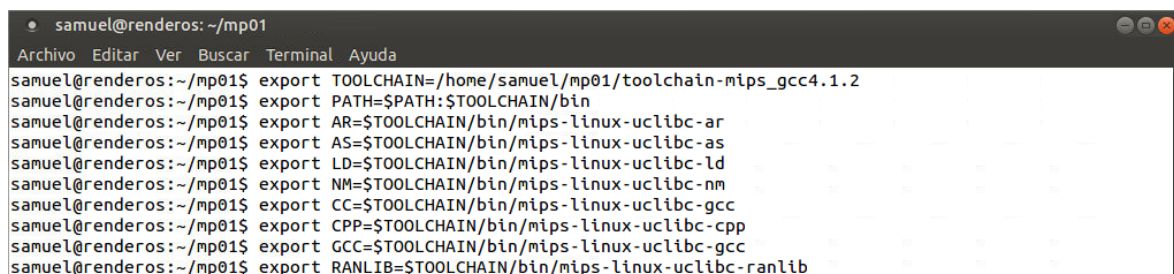 samuel@renderos: ~/mp01
Archivo Editar Ver Buscar Terminal Ayuda
samuel@renderos:~/mp01$ export TOOLCHAIN=/home/samuel/mp01/toolchain-mips_gcc4.1.2
samuel@renderos:~/mp01$ export PATH=$PATH:$TOOLCHAIN/bin
samuel@renderos:~/mp01$ export AR=$TOOLCHAIN/bin/mips-linux-uclibc-ar
samuel@renderos:~/mp01$ export AS=$TOOLCHAIN/bin/mips-linux-uclibc-as
samuel@renderos:~/mp01$ export LD=$TOOLCHAIN/bin/mips-linux-uclibc-ld
samuel@renderos:~/mp01$ export NM=$TOOLCHAIN/bin/mips-linux-uclibc-nm
samuel@renderos:~/mp01$ export CC=$TOOLCHAIN/bin/mips-linux-uclibc-gcc
samuel@renderos:~/mp01$ export CPP=$TOOLCHAIN/bin/mips-linux-uclibc-cpp
samuel@renderos:~/mp01$ export GCC=$TOOLCHAIN/bin/mips-linux-uclibc-gcc
samuel@renderos:~/mp01$ export RANLIB=$TOOLCHAIN/bin/mips-linux-uclibc-ranlib